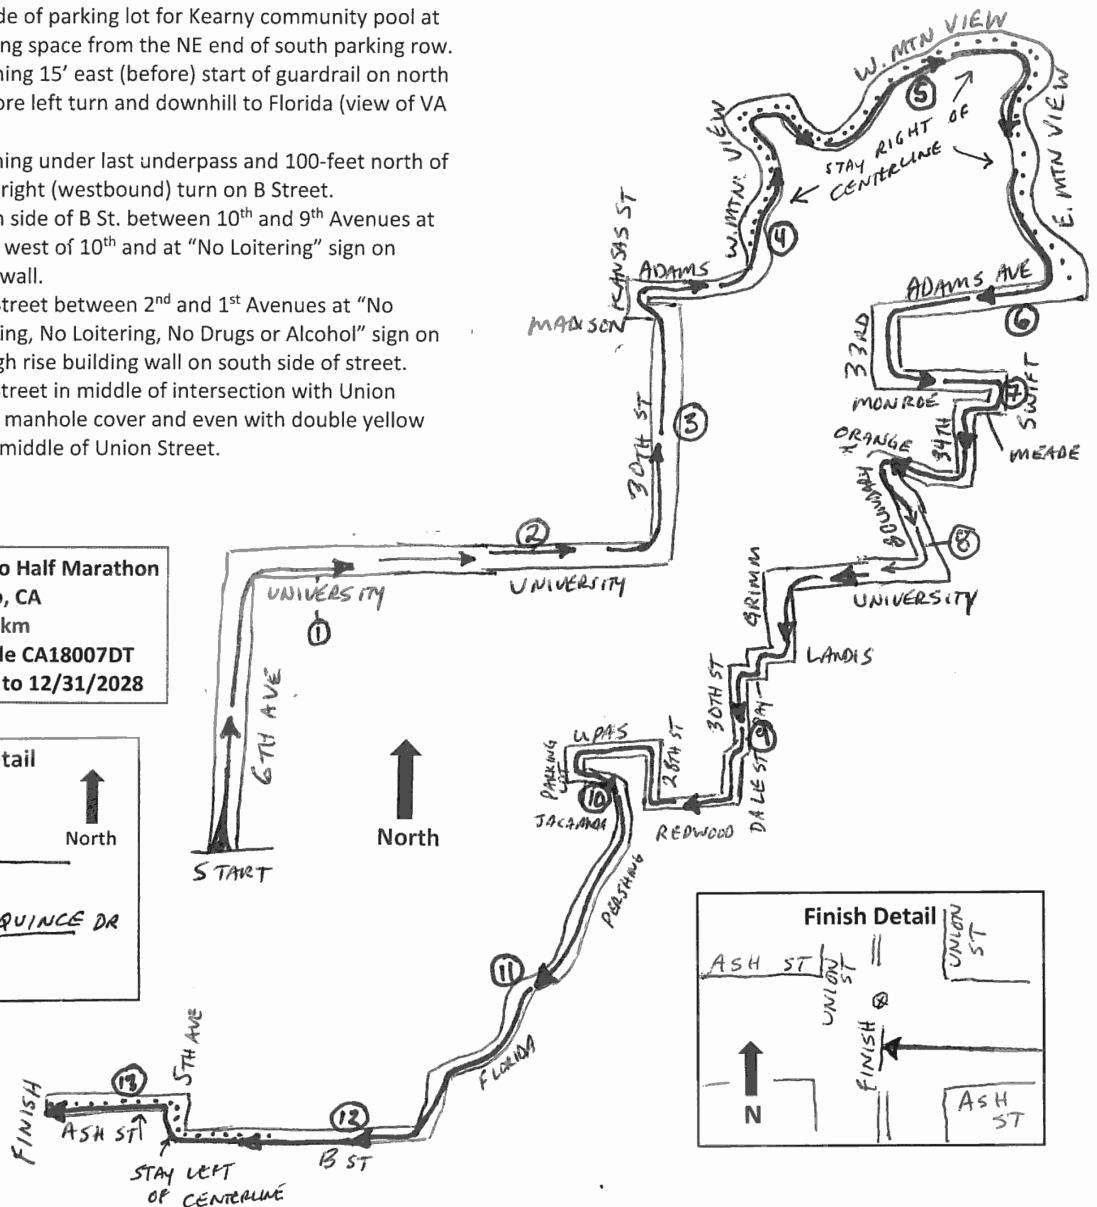 de of parking lot for Kearny community pool at
ng space from the NE end of south parking row.
ning 15' east (before) start of guardrail on north
ore left turn and downhill to Florida (view of VA
ning under last underpass and 100-feet north of
right (westbound) turn on B Street.
n side of B St. between 10th and 9th Avenues at
west of 10th and at "No Loitering" sign on
wall.
treet between 2nd and 1st Avenues at "No
ing, No Loitering, No Drugs or Alcohol" sign on
gh rise building wall on south side of street.
treet in middle of intersection with Union
manhole cover and even with double yellow
middle of Union Street.
o Half Marathon
o, CA
km
le CA18007DT
to 12/31/2028
tail
North
QUINCE DR
START
6TH AVE
North
UNIVERSITY
1
2
UNIVERSITY
30TH ST
3
MADISON
KANSAS ST
ADAMS
W. MTN. VIEW
4
STAY RIGHT OF
CENTERLINE
5
W. MTN VIEW
E. MTN VIEW
ADAMS AVE
6
33RD
MONROE
7
SWIFT
MEADE
34TH
ORANGE
BOUNDARY
8
UNIVERSITY
GRIMM
LANDIS
30TH ST
9
DALE ST
28TH ST
REDWOOD
UPAS
PARKING
LOT
10
JACARANDA
PERSHING
11
FLORIDA
12
B ST
5TH AVE
13
ASH ST
STAY LEFT
OF CENTERLINE
FINISH
Finish Detail
ASH ST
UNION
ST
UNION
ST
FINISH
N
ASH
ST